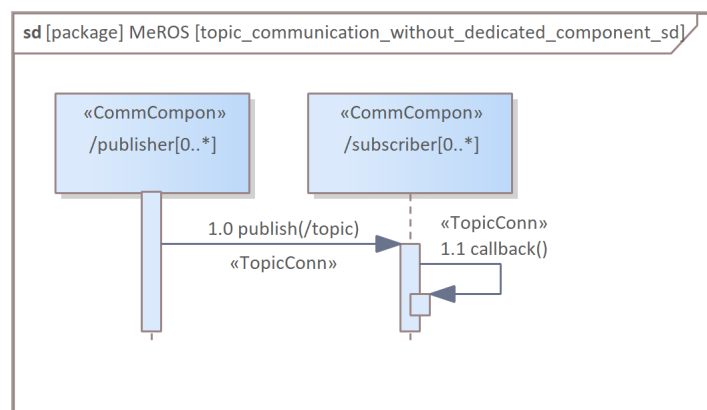 sd [package] MeROS [topic_communication_without_dedicated_component_sd]
«CommCompon»
/publisher[0..*]
«CommCompon»
/subscriber[0..*]
1.0 publish(/topic)
«TopicConn»
«TopicConn»
1.1 callback()